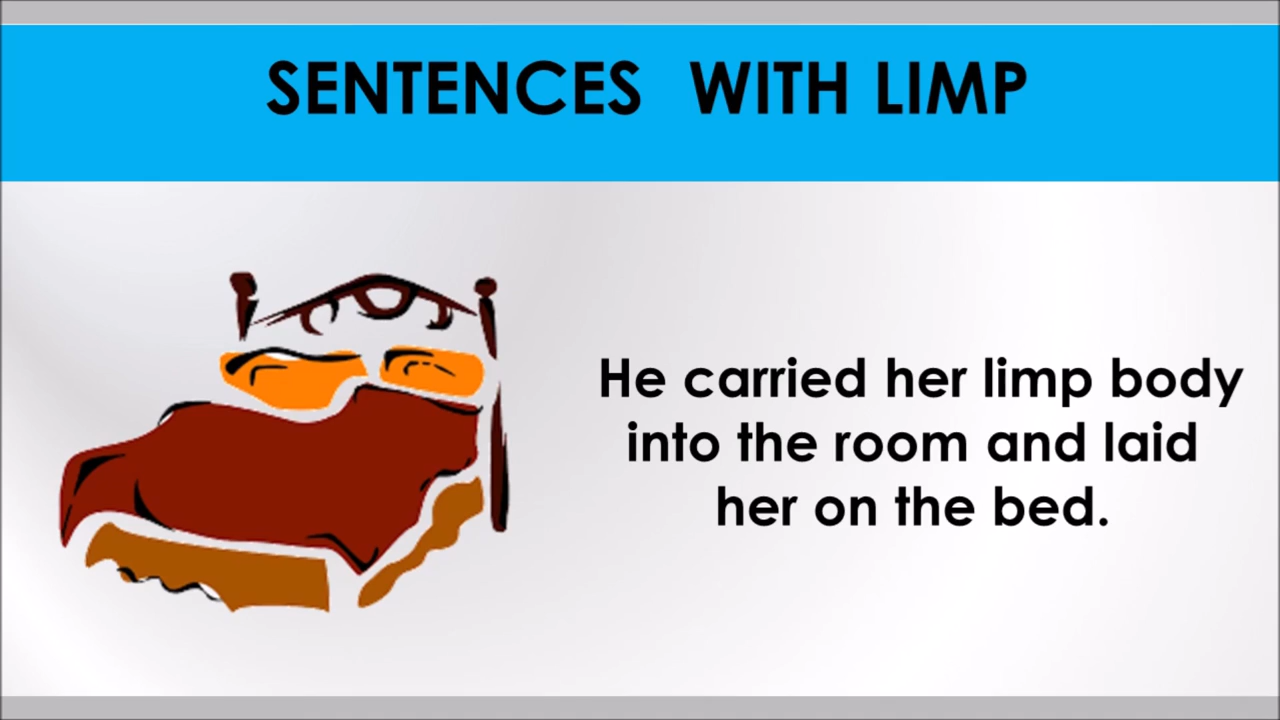 SENTENCES WITH LIMP
He carried her limp body
into the room and laid
her on the bed.